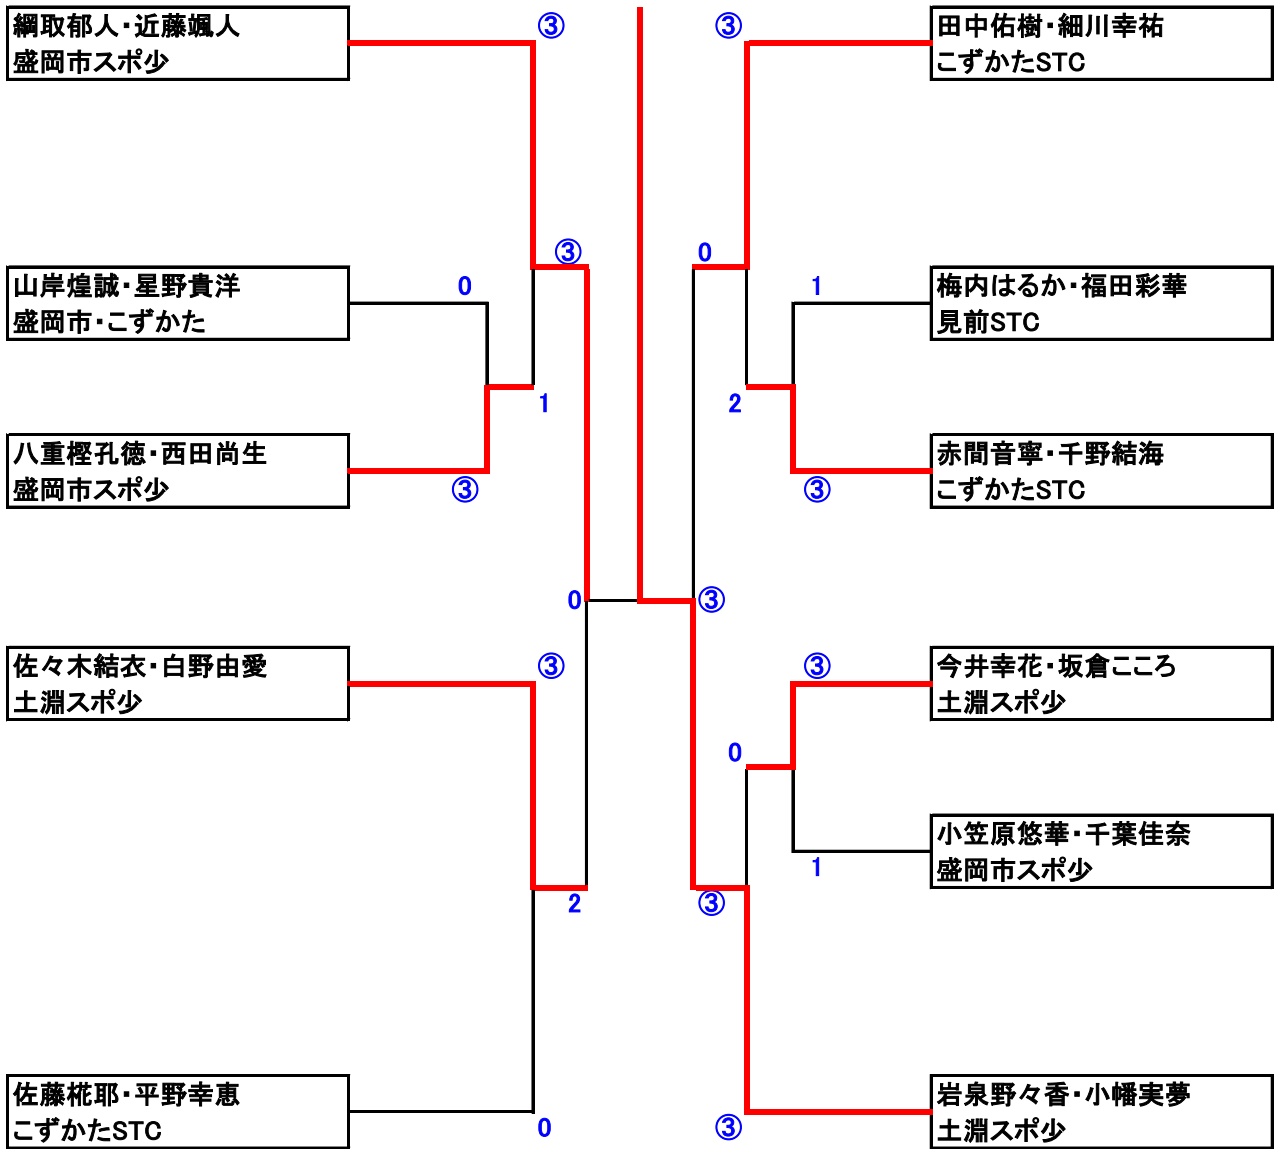 綱取郁人・近藤颯人
盛岡市スポ少
③
③
田中佑樹・細川幸祐
こずかたSTC
③
0
山岸煌誠・星野貴洋
盛岡市・こずかた
0
1
梅内はるか・福田彩華
見前STC
1
2
八重樫孔徳・西田尚生
盛岡市スポ少
③
③
赤間音寧・千野結海
こずかたSTC
0
③
佐々木結衣・白野由愛
土淵スポ少
③
③
今井幸花・坂倉こころ
土淵スポ少
0
小笠原悠華・千葉佳奈
盛岡市スポ少
1
2
③
佐藤椛耶・平野幸恵
こずかたSTC
0
③
岩泉野々香・小幡実夢
土淵スポ少